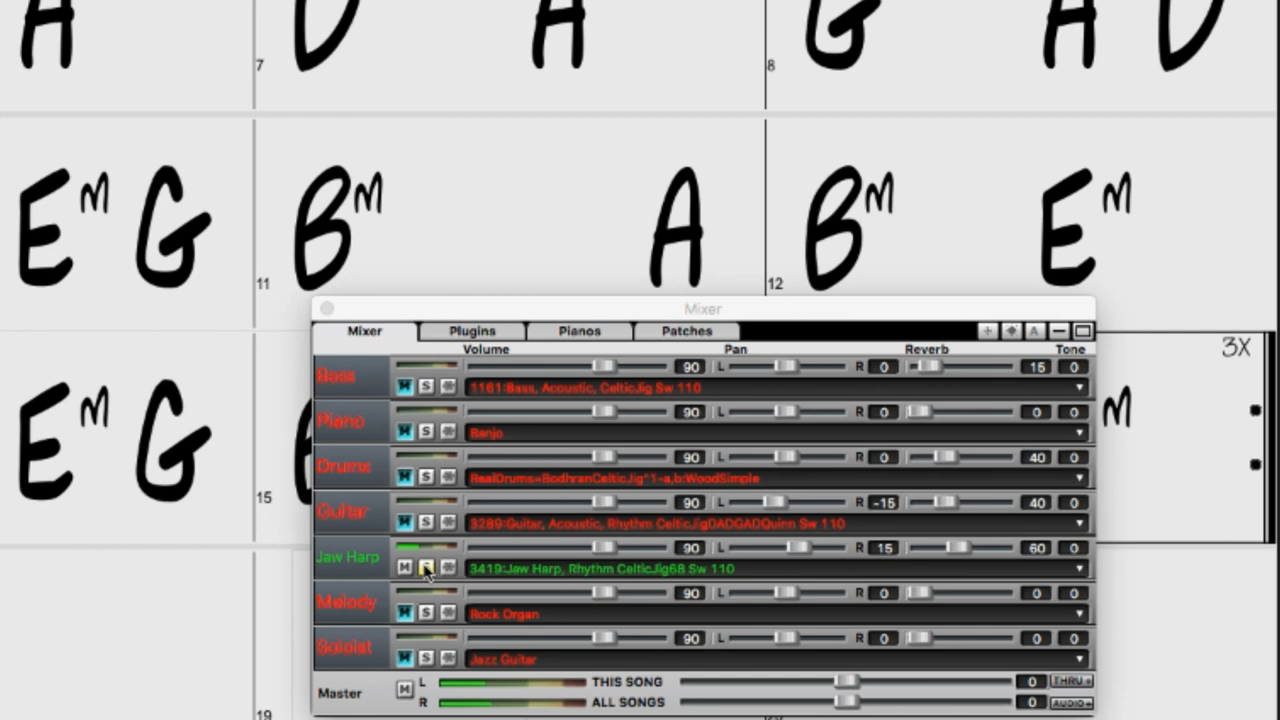 A D A G A D
7 8
Em G Bm A Bm Em
11 12
Mixer
3X
Mixer Plugins Pianos Patches
Volume Pan Reverb Tone
Bass 90 L R 0 15 0
M S 1161:Bass, Acoustic, CelticJig Sw 110
Piano 90 L R 0 0 0
M S Banjo
Em G m
Drums 90 L R 0 40 0
M S RealDrums=BodhranCelticJig^1-a,b:WoodSimple
15
Guitar 90 L R -15 40 0
M S 3289:Guitar, Acoustic, Rhythm CelticJigDADGADQuinn Sw 110
Jaw Harp 90 L R 15 60 0
M S 3419:Jaw Harp, Rhythm CelticJig68 Sw 110
Melody 90 L R 0 0 0
M S Rock Organ
Soloist 90 L R 0 0 0
M S Jazz Guitar
Master M L THIS SONG 0 THRU
R ALL SONGS 0 AUDIO
19